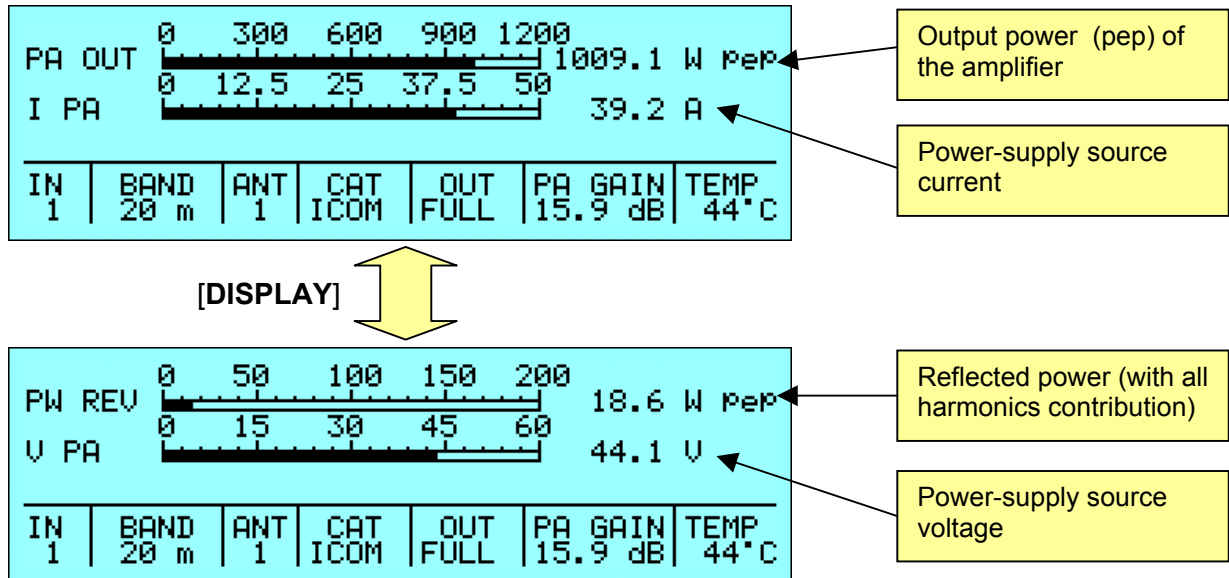 0 300 600 900 1200
PA OUT 1009.1 W pep
0 12.5 25 37.5 50
I PA 39.2 A
IN BAND ANT CAT OUT PA GAIN TEMP
1 20 m 1 ICOM FULL 15.9 dB 44°C
Output power (pep) of
the amplifier
Power-supply source
current
[DISPLAY]
0 50 100 150 200
PW REV 18.6 W pep
0 15 30 45 60
V PA 44.1 V
IN BAND ANT CAT OUT PA GAIN TEMP
1 20 m 1 ICOM FULL 15.9 dB 44°C
Reflected power (with all
harmonics contribution)
Power-supply source
voltage